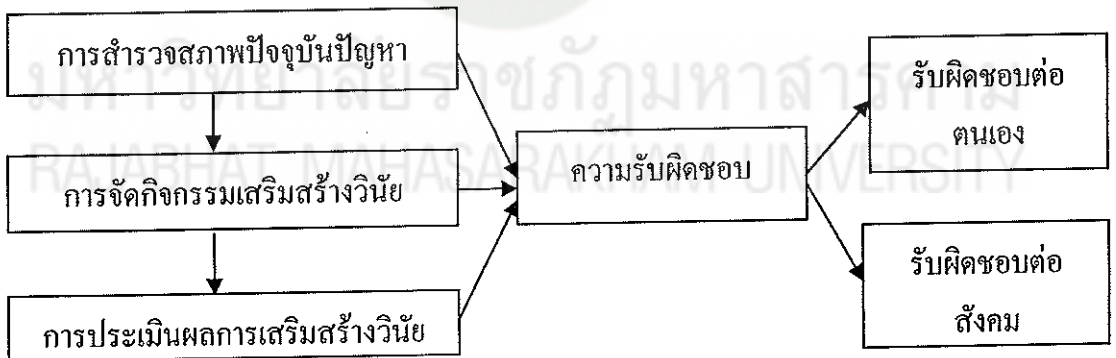 การสำรวจสภาพปัจจุบันปัญหา
รับผิดชอบต่อ
ตนเอง
มหาวิทยาลัยราชภัฏมหาสารคาม
RAJABHAT MAHASARAKHAM UNIVERSITY
การจัดกิจกรรมเสริมสร้างวินัย
ความรับผิดชอบ
รับผิดชอบต่อ
สังคม
การประเมินผลการเสริมสร้างวินัย